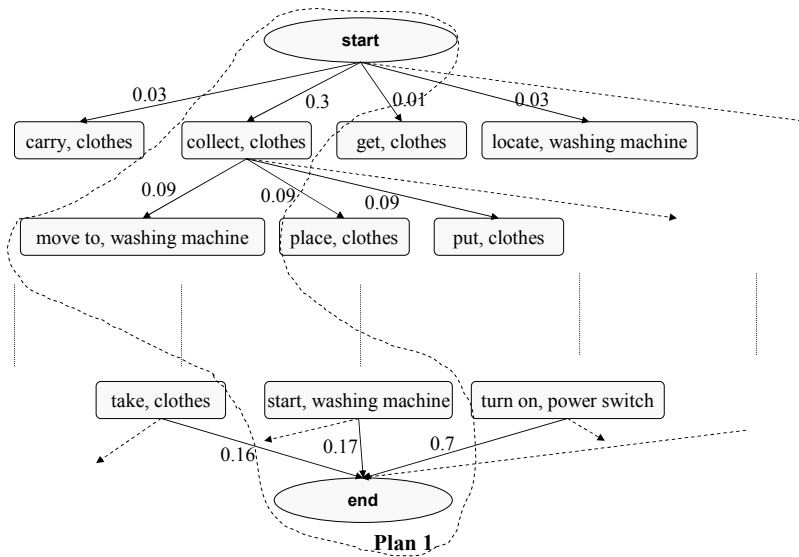 start
0.03
0.3
0.01
0.03
carry, clothes
collect, clothes
get, clothes
locate, washing machine
0.09
0.09
0.09
move to, washing machine
place, clothes
put, clothes
take, clothes
start, washing machine
turn on, power switch
0.16
0.17
0.7
end
Plan 1